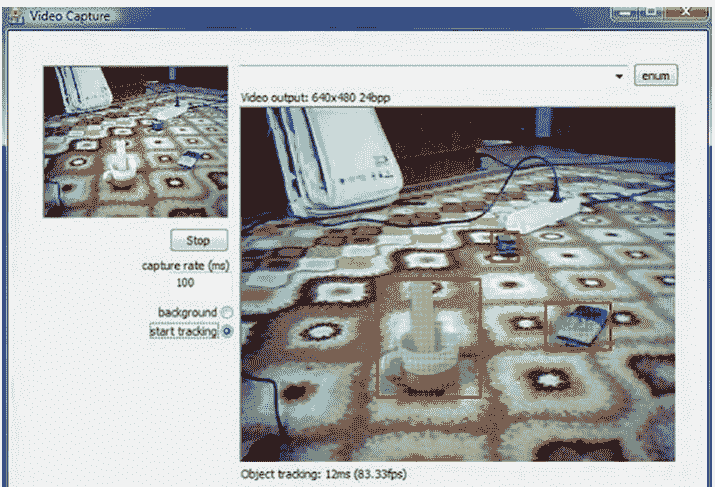 Video Capture
enum
Video output: 640x480 24bpp
Stop
capture rate (ms)
100
background
start tracking
Object tracking: 12ms (83.33fps)